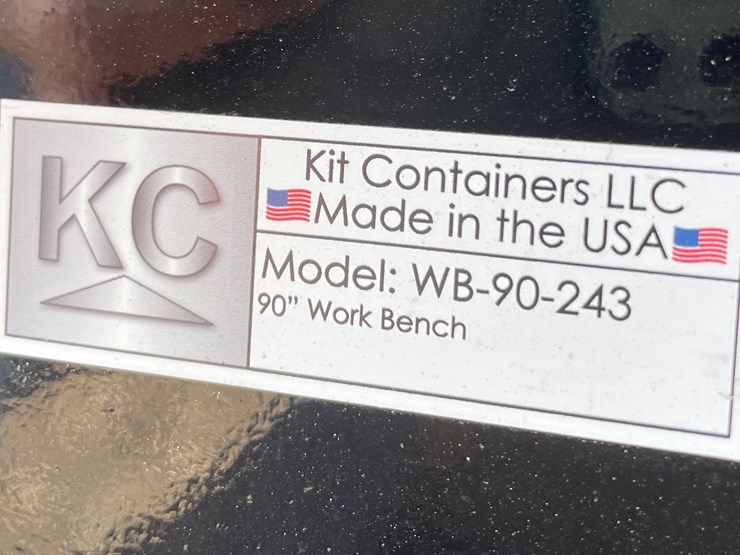 KC
Kit Containers LLC
Made in the USA
Model: WB-90-243
90" Work Bench